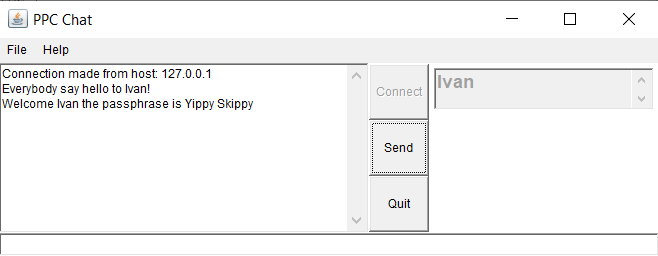 PPC Chat
File Help
Connection made from host: 127.0.0.1
Everybody say hello to Ivan!
Welcome Ivan the passphrase is Yippy Skippy
Connect
Send
Quit
Ivan